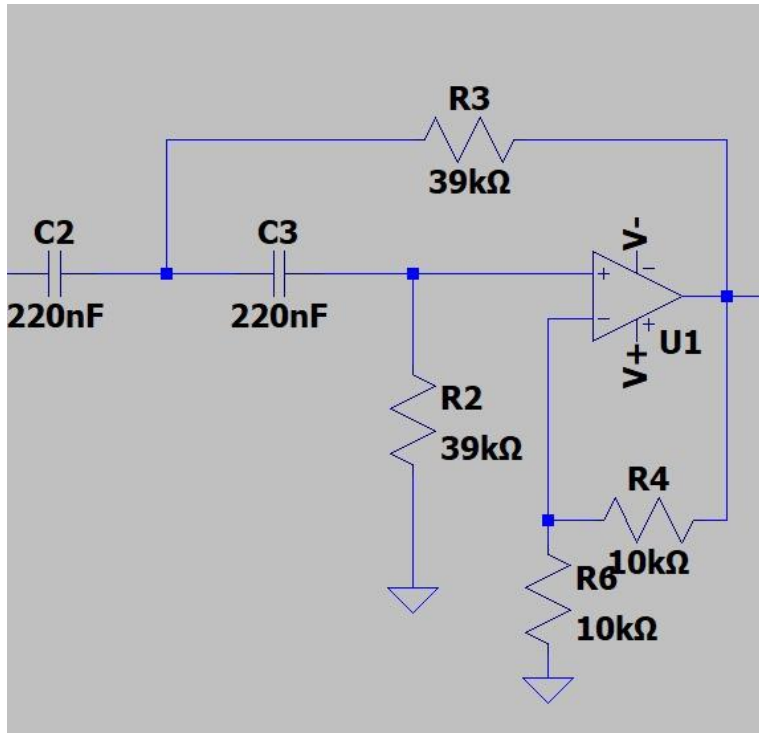 R3
39kΩ
C2
220nF
C3
220nF
V-
+
−
−
+
V+
U1
R2
39kΩ
R4
10kΩ
R6
10kΩ